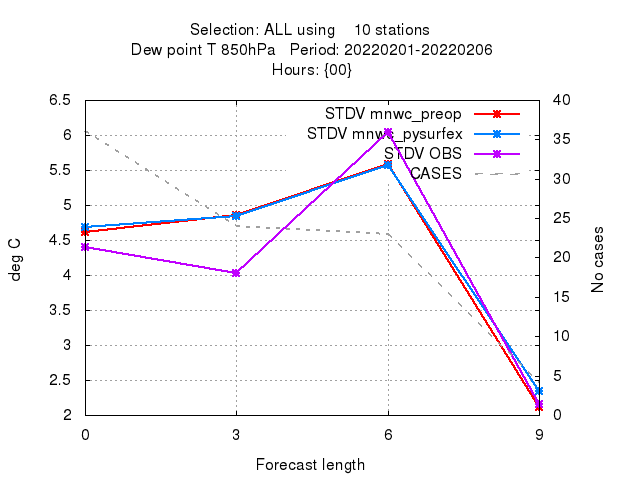 Selection: ALL using    10 stations
Dew point T 850hPa   Period: 20220201-20220206
Hours: {00}
STDV mnwc_preop
STDV mnwc_pysurfex
STDV OBS
CASES
6.5
6
5.5
5
4.5
4
3.5
3
2.5
2
40
35
30
25
20
15
10
5
0
deg C
No cases
0 3 6 9
Forecast length